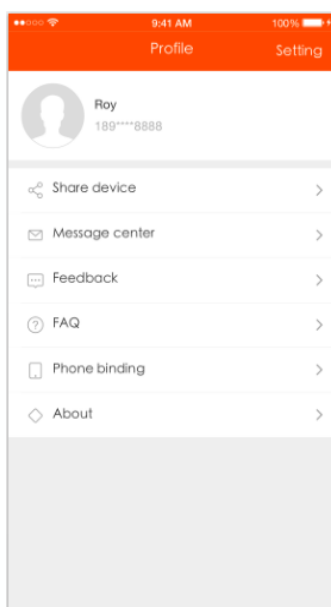 9:41 AM
100%
Profile
Setting
Roy
189****8888
Share device
Message center
Feedback
FAQ
Phone binding
About